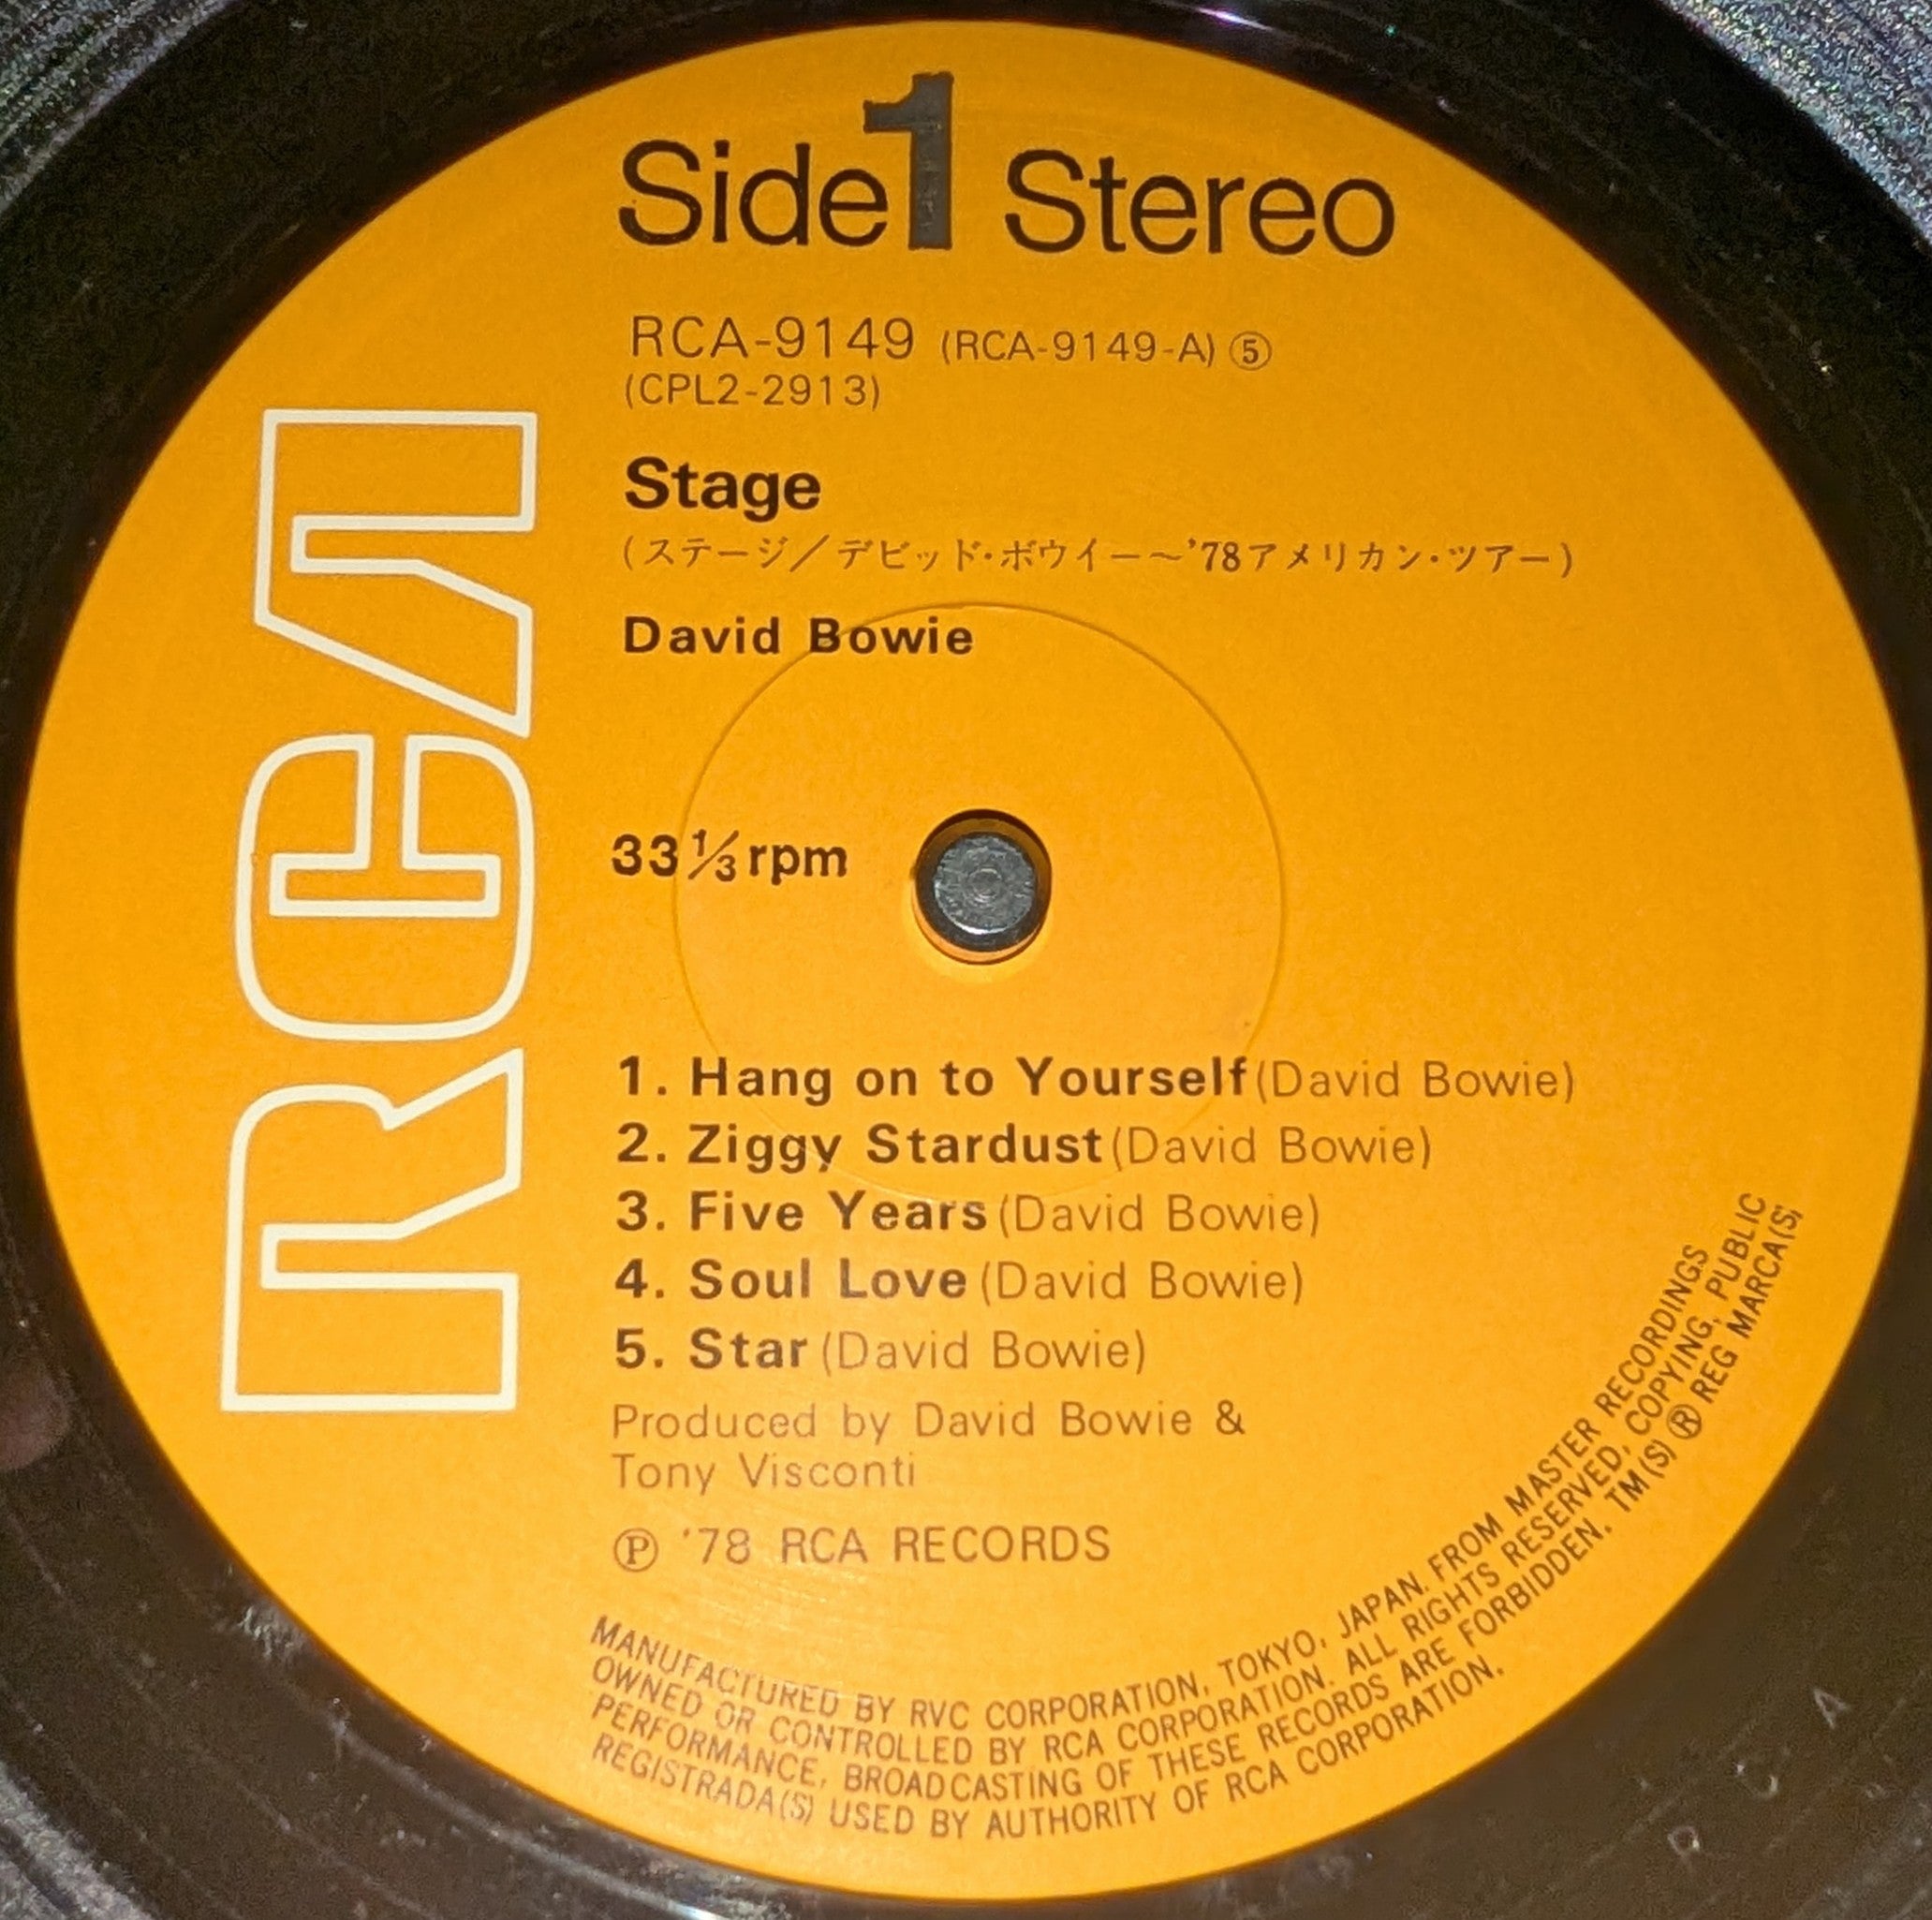 Side 1 Stereo
RCA-9149 (RCA-9149-A) ⑤
(CPL2-2913)
Stage
(ステージ／デビッド・ボウイー〜'78アメリカン・ツアー)
David Bowie
RCA
33⅓ rpm
1. Hang on to Yourself (David Bowie)
2. Ziggy Stardust (David Bowie)
3. Five Years (David Bowie)
4. Soul Love (David Bowie)
5. Star (David Bowie)
Produced by David Bowie &
Tony Visconti
Ⓟ '78 RCA RECORDS
MANUFACTURED BY RVC CORPORATION, TOKYO, JAPAN. FROM MASTER RECORDINGS
OWNED OR CONTROLLED BY RCA CORPORATION. ALL RIGHTS RESERVED, COPYING, PUBLIC
PERFORMANCE, BROADCASTING OF THESE RECORDS ARE FORBIDDEN. TM(S) ® REG MARCA(S)
REGISTRADA(S) USED BY AUTHORITY OF RCA CORPORATION.